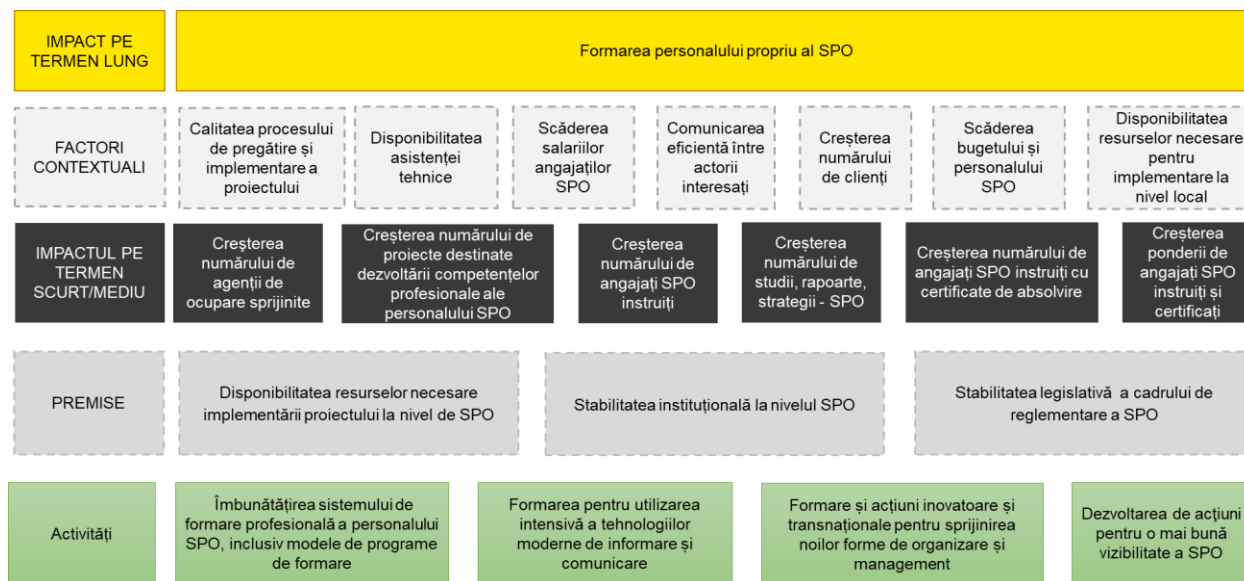 IMPACT PE
TERMEN LUNG
Formarea personalului propriu al SPO
FACTORI
CONTEXTUALI
Calitatea procesului
de pregătire și
implementare a
proiectului
Disponibilitatea
asistenței
tehnice
Scăderea
salariilor
angajaților
SPO
Comunicarea
eficientă între
actorii
interesați
Creșterea
numărului
de clienți
Scăderea
bugetului și
personalului
SPO
Disponibilitatea
resurselor necesare
pentru
implementare la
nivel local
IMPACTUL PE
TERMEN
SCURT/MEDIU
Creșterea
numărului de
agenții de
ocupare sprijinite
Creșterea numărului de
proiecte destinate
dezvoltării competențelor
profesionale ale
personalului SPO
Creșterea
numărului de
angajați SPO
instruiți
Creșterea
numărului de
studii, rapoarte,
strategii - SPO
Creșterea numărului de
angajați SPO instruiți cu
certificate de absolvire
Creșterea
ponderii de
angajați SPO
instruiți și
certificați
PREMISE
Disponibilitatea resurselor necesare
implementării proiectului la nivel de SPO
Stabilitatea instituțională la nivelul SPO
Stabilitatea legislativă a cadrului de
reglementare a SPO
Activități
Îmbunătățirea sistemului de
formare profesională a personalului
SPO, inclusiv modele de programe
de formare
Formarea pentru utilizarea
intensivă a tehnologiilor
moderne de informare și
comunicare
Formare și acțiuni inovatoare și
transnaționale pentru sprijinirea
noilor forme de organizare și
management
Dezvoltarea de acţiuni
pentru o mai bună
vizibilitate a SPO